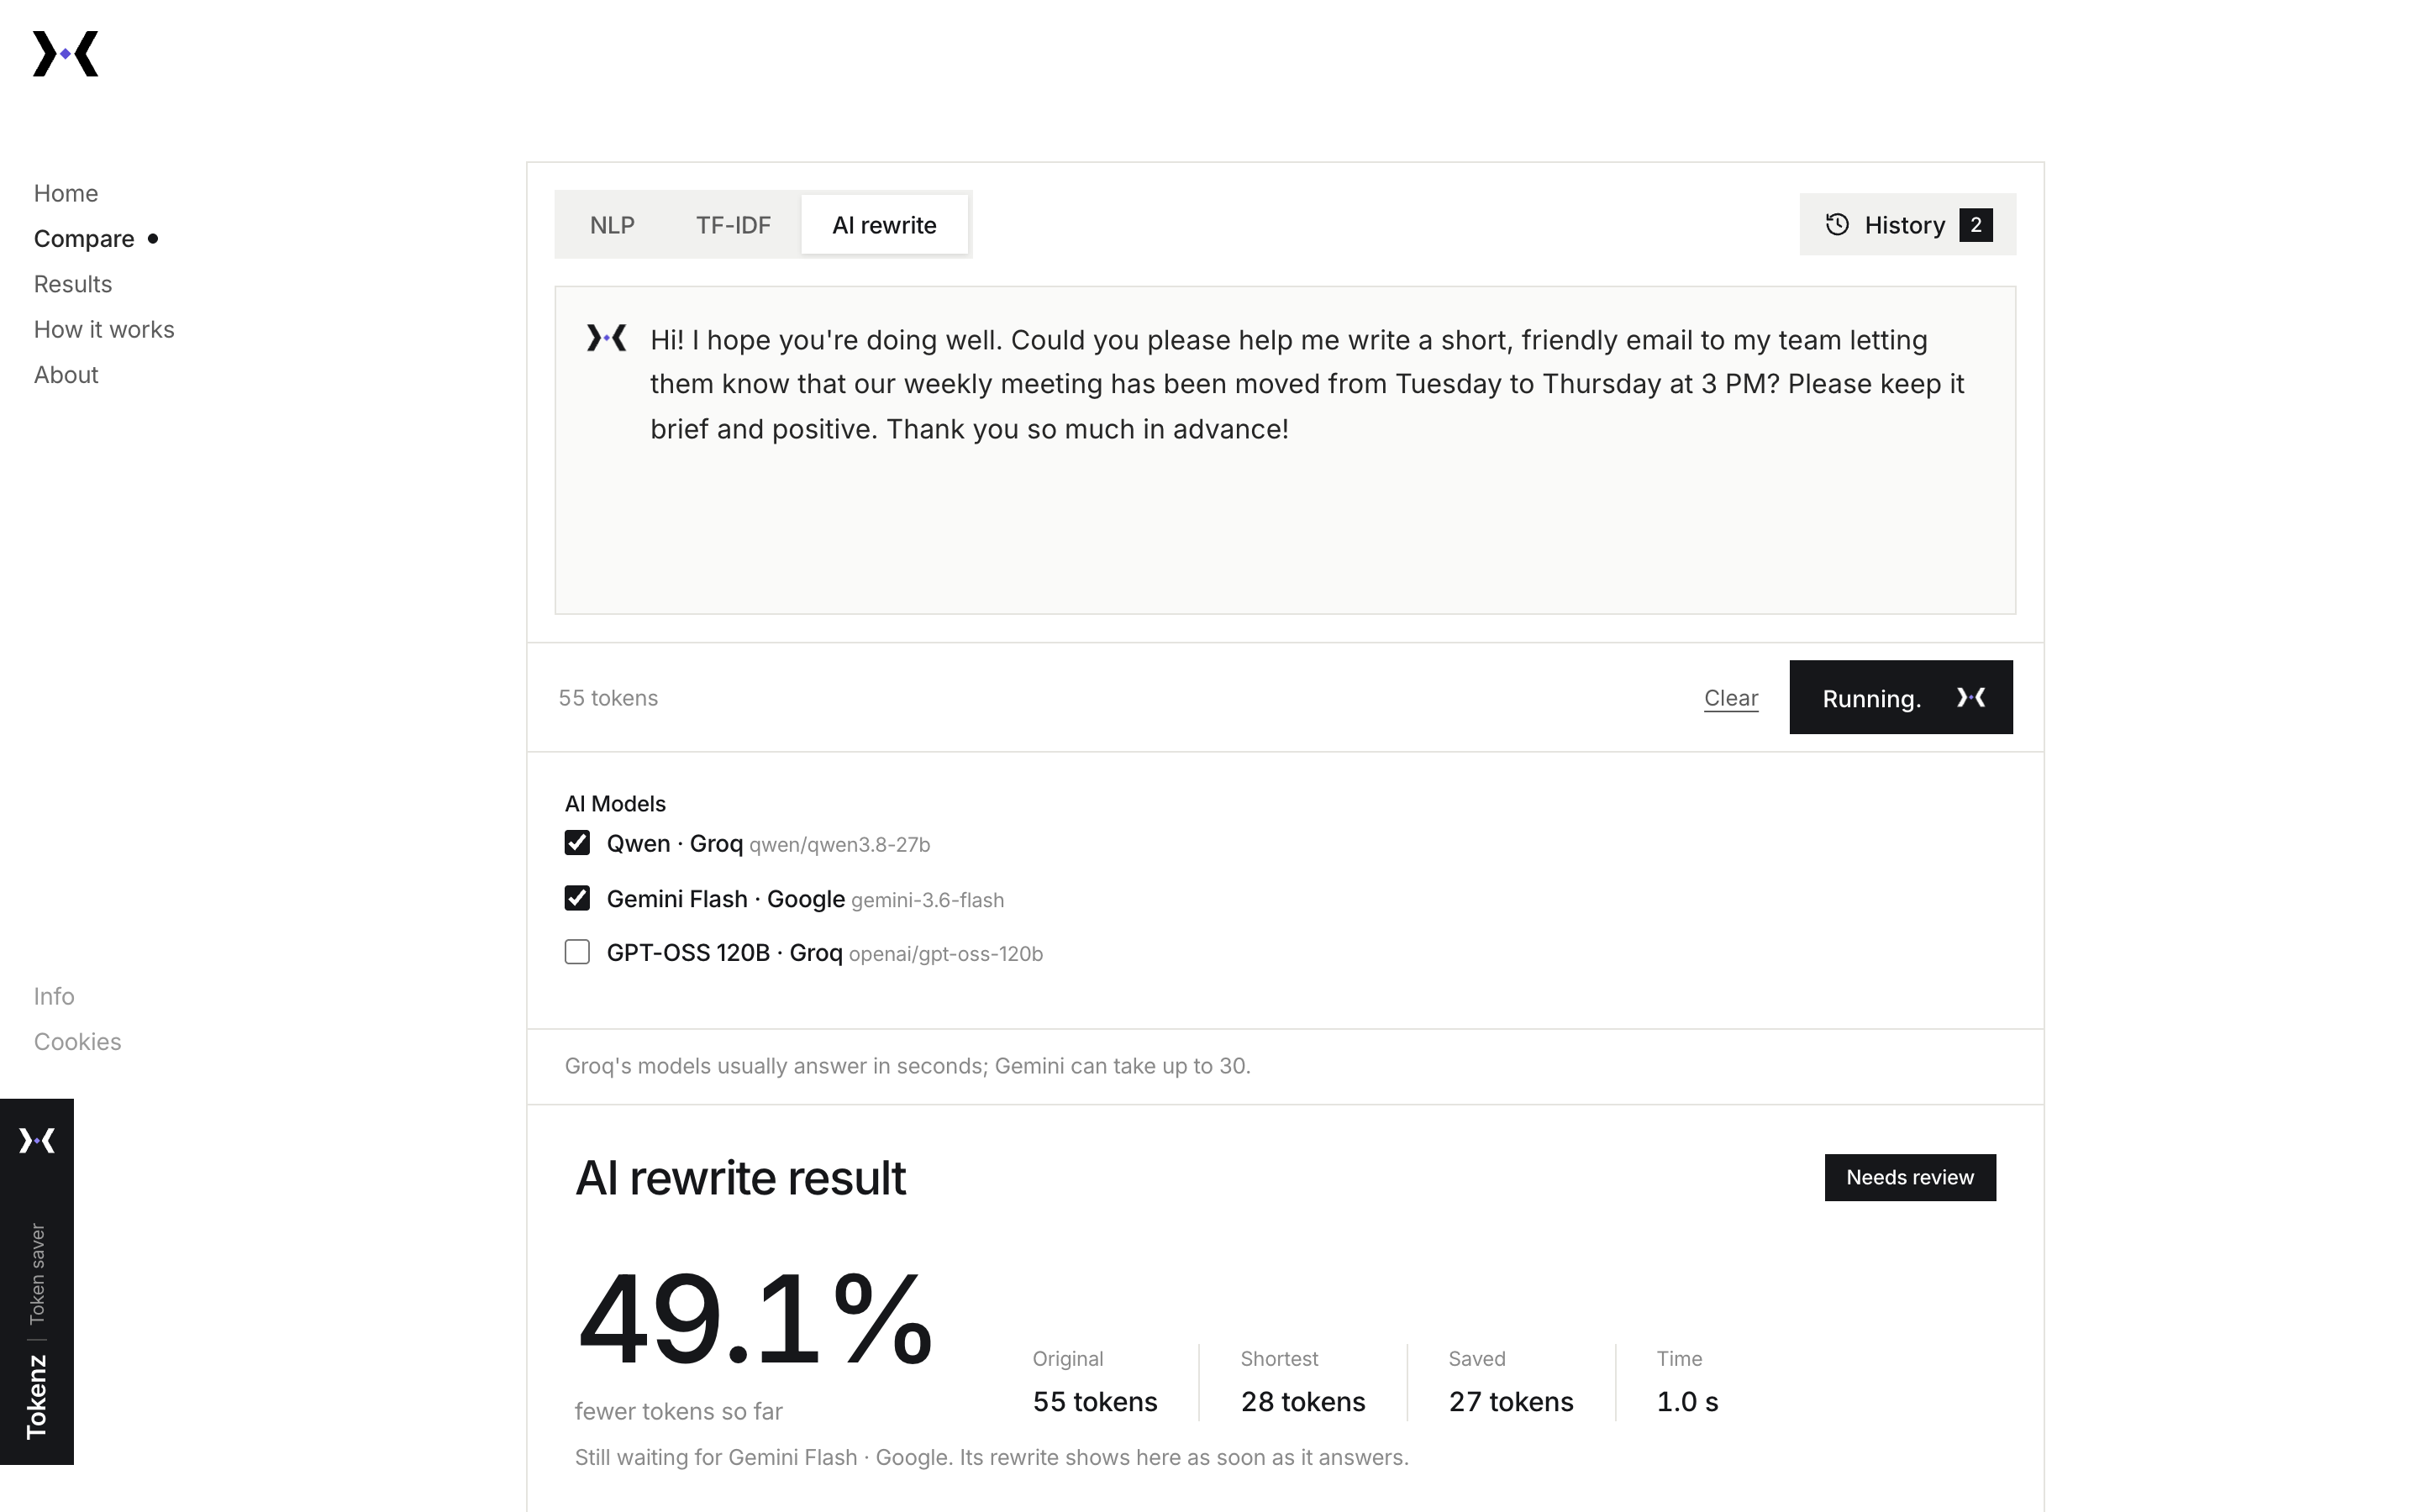 Home
Compare
Results
How it works
About
Info
Cookies
Tokenz | Token saver
NLP
TF-IDF
AI rewrite
History 2
Hi! I hope you're doing well. Could you please help me write a short, friendly email to my team letting
them know that our weekly meeting has been moved from Tuesday to Thursday at 3 PM? Please keep it
brief and positive. Thank you so much in advance!
55 tokens
Clear
Running.
AI Models
Qwen · Groq qwen/qwen3.8-27b
Gemini Flash · Google gemini-3.6-flash
GPT-OSS 120B · Groq openai/gpt-oss-120b
Groq's models usually answer in seconds; Gemini can take up to 30.
AI rewrite result
Needs review
49.1%
fewer tokens so far
Original
55 tokens
Shortest
28 tokens
Saved
27 tokens
Time
1.0 s
Still waiting for Gemini Flash · Google. Its rewrite shows here as soon as it answers.